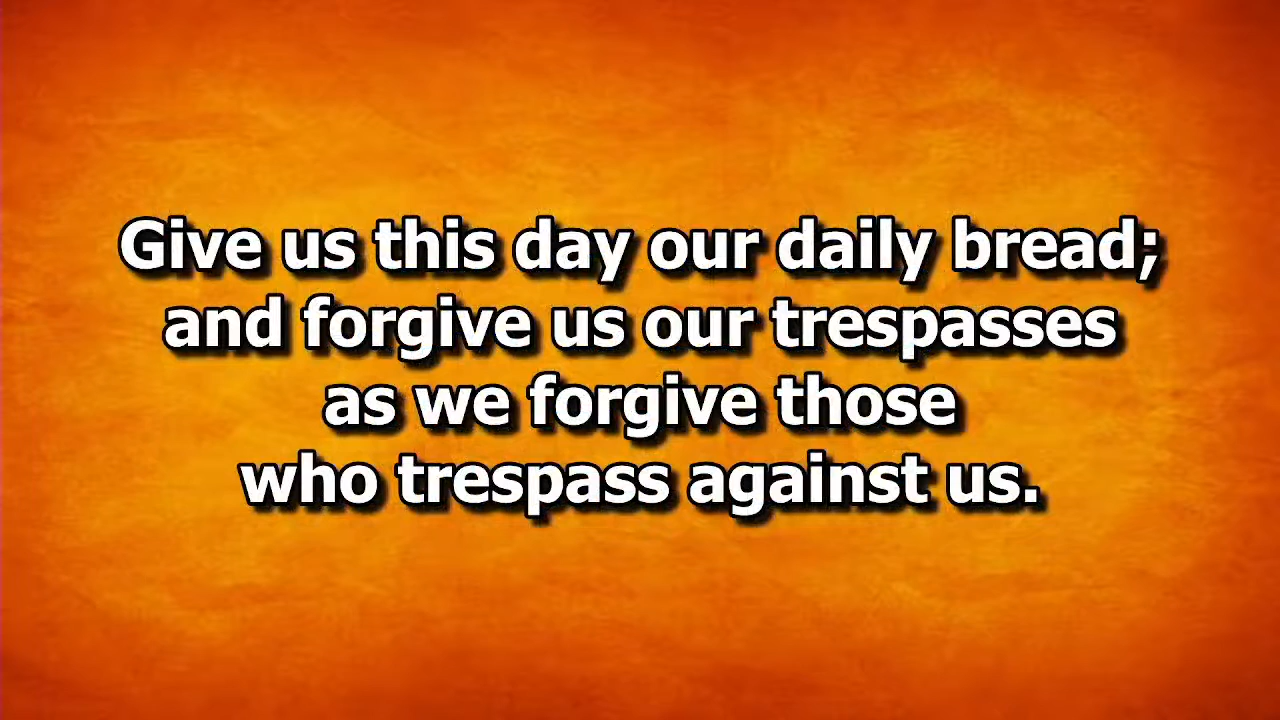 Give us this day our daily bread;
and forgive us our trespasses
as we forgive those
who trespass against us.